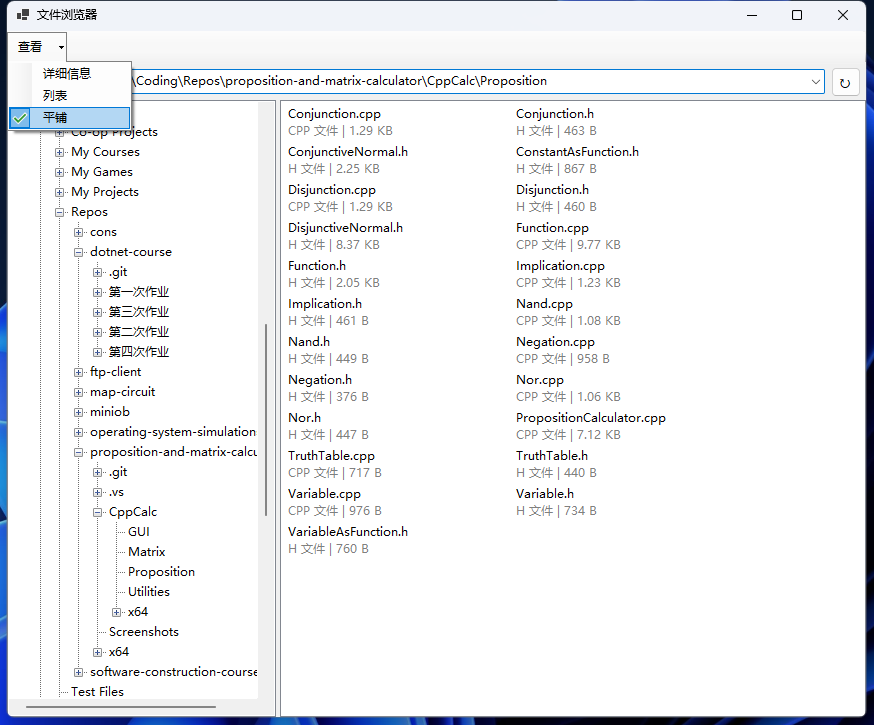 文件浏览器
查看
详细信息
列表
平铺
\Coding\Repos\proposition-and-matrix-calculator\CppCalc\Proposition
Co-op Projects
My Courses
My Games
My Projects
Repos
cons
dotnet-course
.git
第一次作业
第三次作业
第二次作业
第四次作业
ftp-client
map-circuit
miniob
operating-system-simulation
proposition-and-matrix-calcu
.git
.vs
CppCalc
GUI
Matrix
Proposition
Utilities
x64
Screenshots
x64
software-construction-course
Test Files
Conjunction.cpp
CPP 文件 | 1.29 KB
Conjunction.h
H 文件 | 463 B
ConjunctiveNormal.h
H 文件 | 2.25 KB
ConstantAsFunction.h
H 文件 | 867 B
Disjunction.cpp
CPP 文件 | 1.29 KB
Disjunction.h
H 文件 | 460 B
DisjunctiveNormal.h
H 文件 | 8.37 KB
Function.cpp
CPP 文件 | 9.77 KB
Function.h
H 文件 | 2.05 KB
Implication.cpp
CPP 文件 | 1.23 KB
Implication.h
H 文件 | 461 B
Nand.cpp
CPP 文件 | 1.08 KB
Nand.h
H 文件 | 449 B
Negation.cpp
CPP 文件 | 958 B
Negation.h
H 文件 | 376 B
Nor.cpp
CPP 文件 | 1.06 KB
Nor.h
H 文件 | 447 B
PropositionCalculator.cpp
CPP 文件 | 7.12 KB
TruthTable.cpp
CPP 文件 | 717 B
TruthTable.h
H 文件 | 440 B
Variable.cpp
CPP 文件 | 976 B
Variable.h
H 文件 | 734 B
VariableAsFunction.h
H 文件 | 760 B